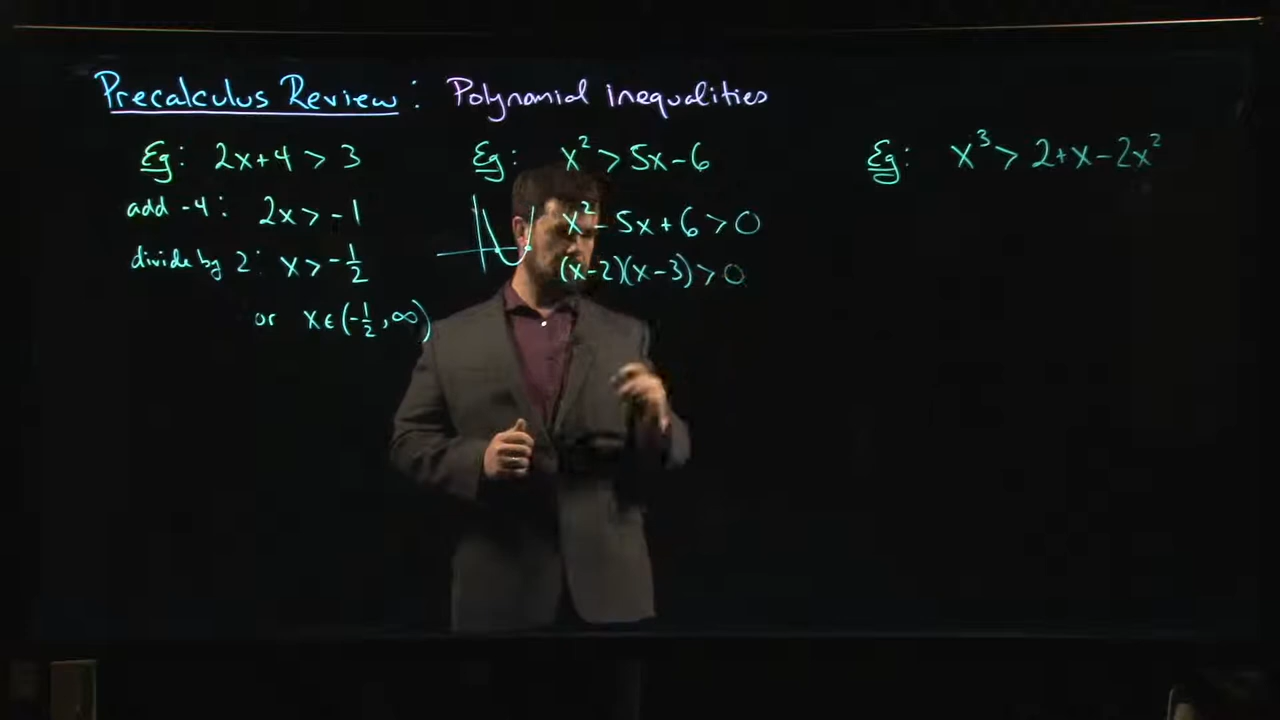 Precalculus Review: Polynomial inequalities
Eg: 2x+4 > 3
add -4: 2x > -1
divide by 2: x > -1/2
or x ∈ (-1/2, ∞)
Eg: x² > 5x-6
x² - 5x + 6 > 0
(x-2)(x-3) > 0
Eg: x³ > 2+x-2x²